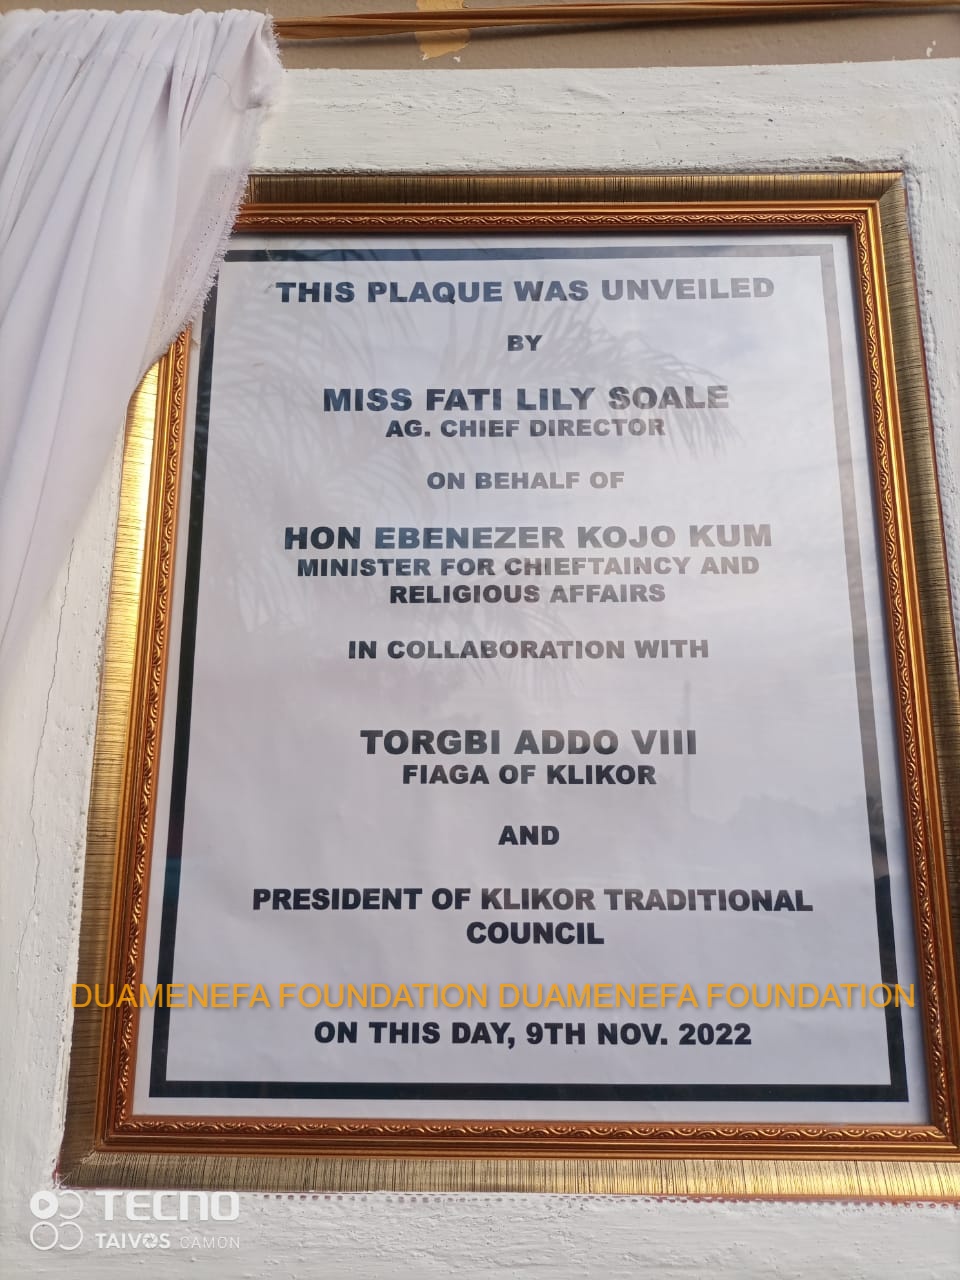 THIS PLAQUE WAS UNVEILED
BY
MISS FATI LILY SOALE
AG. CHIEF DIRECTOR
ON BEHALF OF
HON EBENEZER KOJO KUM
MINISTER FOR CHIEFTAINCY AND
RELIGIOUS AFFAIRS
IN COLLABORATION WITH
TORGBI ADDO VIII
FIAGA OF KLIKOR
AND
PRESIDENT OF KLIKOR TRADITIONAL
COUNCIL
DUAMENEFA FOUNDATION DUAMENEFA FOUNDATION
ON THIS DAY, 9TH NOV. 2022
TECNO
TAIVOS CAMON